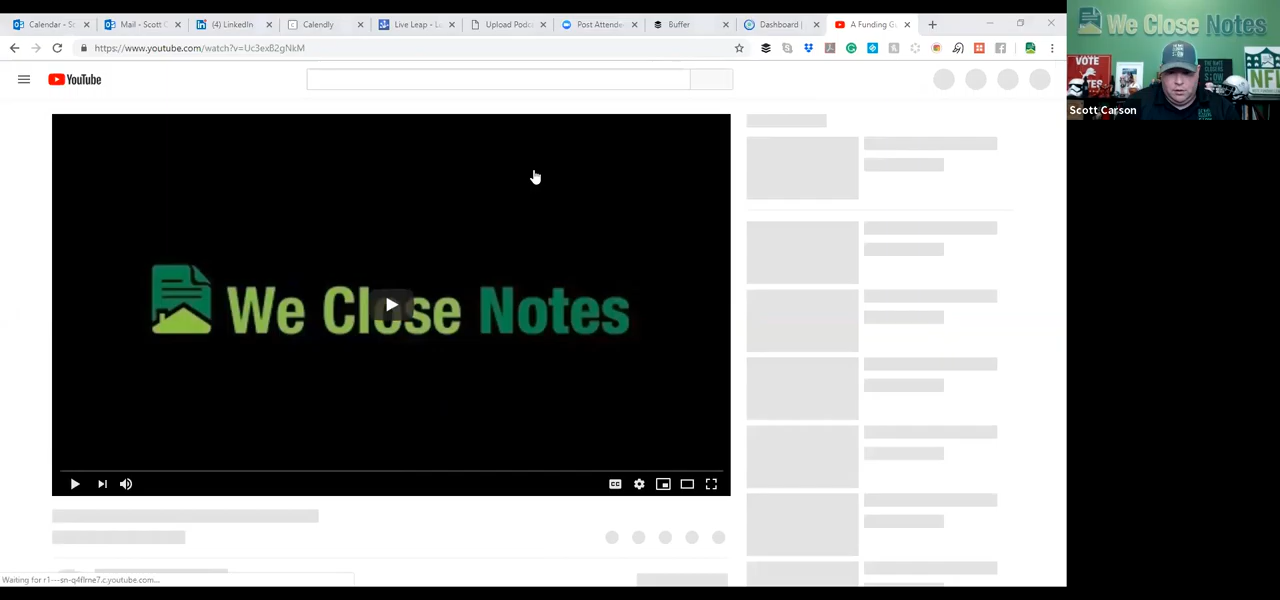 Calendar - Sc
Mail - Scott C
(4) LinkedIn
Calendly
Live Leap - Lo
Upload Podc
Post Attende
Buffer
Dashboard |
A Funding G
https://www.youtube.com/watch?v=Uc3exB2gNkM
YouTube
We Close Notes
Waiting for r1---sn-q4flrne7.c.youtube.com...
We Close Notes
VOTE
NFL
Scott Carson